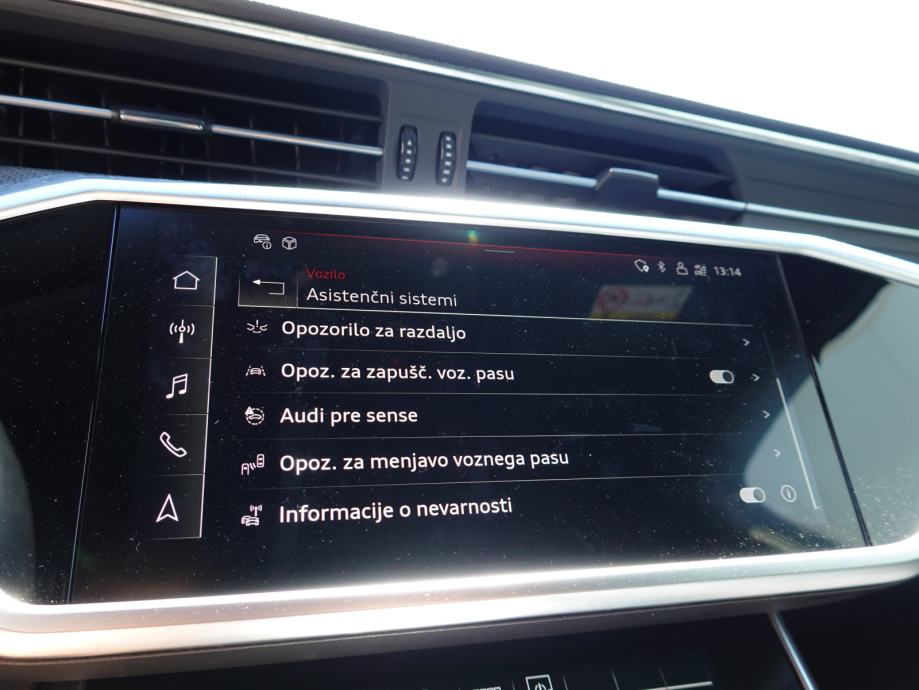 13:14
Vozilo
Asistenčni sistemi
Opozorilo za razdaljo
Opoz. za zapušč. voz. pasu
Audi pre sense
Opoz. za menjavo voznega pasu
Informacije o nevarnosti